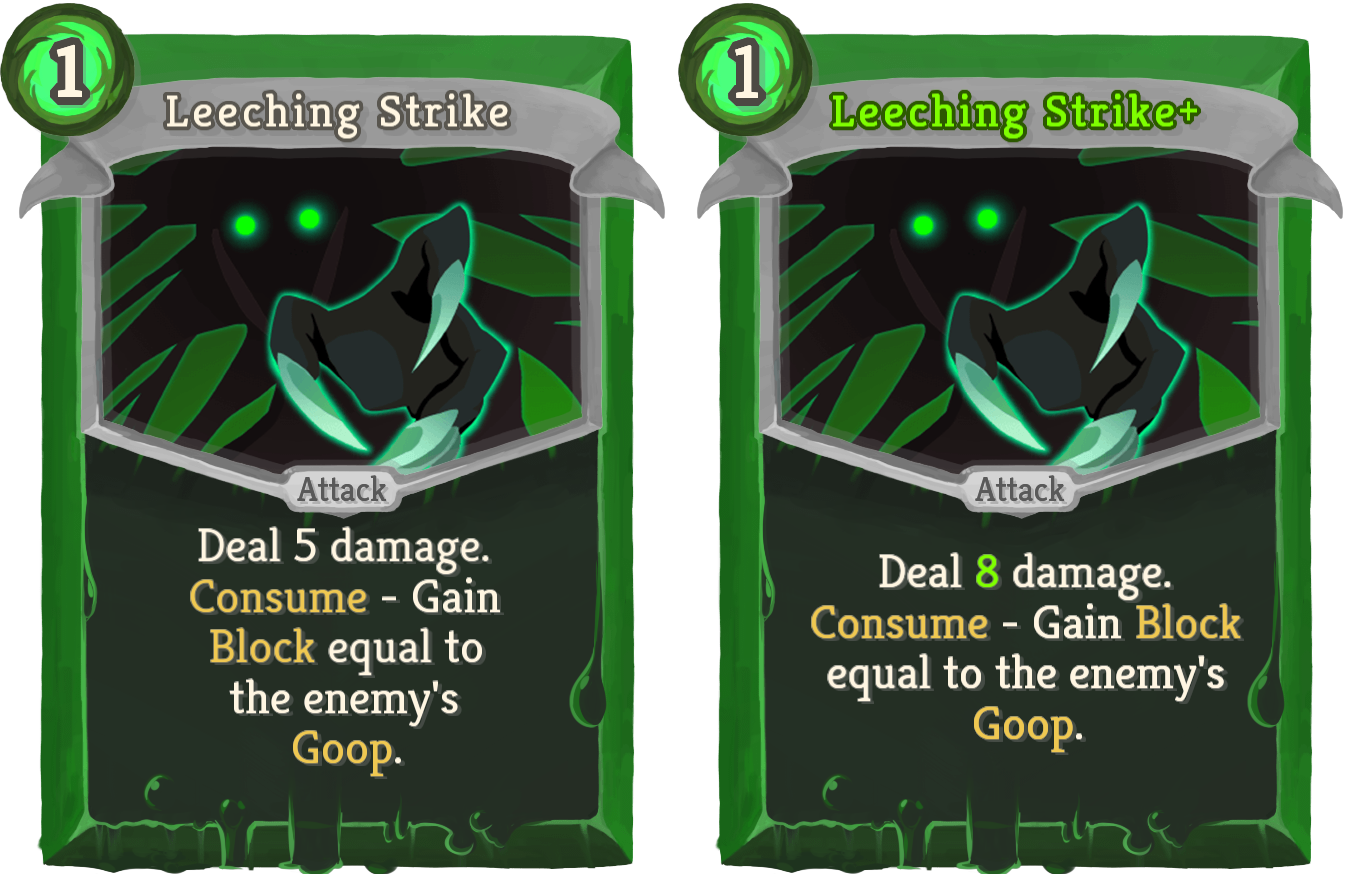 1
Leeching Strike
Attack
Deal 5 damage.
Consume - Gain
Block equal to
the enemy's
Goop.
1
Leeching Strike+
Attack
Deal 8 damage.
Consume - Gain Block
equal to the enemy's
Goop.